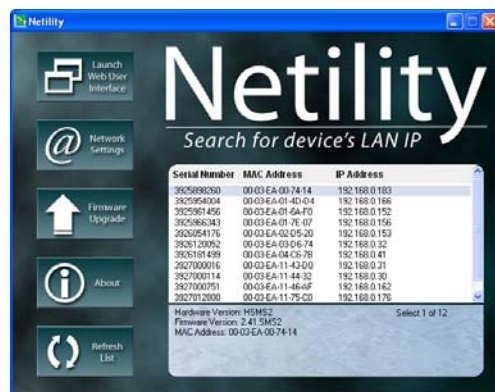 Netility
Launch
Web User
Interface
Network
Settings
Firmware
Upgrade
About
Refresh
List
Netility
Search for device's LAN IP
Serial Number MAC Address IP Address
3925898260 00-03-EA-00-74-14 192.168.0.183
3925954004 00-03-EA-01-4D-D4 192.168.0.166
3925961456 00-03-EA-01-6A-F0 192.168.0.152
3925966343 00-03-EA-01-7E-07 192.168.0.156
3926054176 00-03-EA-02-D5-20 192.168.0.153
3926120052 00-03-EA-03-D6-74 192.168.0.32
3926181499 00-03-EA-04-C6-7B 192.168.0.41
3927000016 00-03-EA-11-43-D0 192.168.0.31
3927000114 00-03-EA-11-44-32 192.168.0.30
3927000751 00-03-EA-11-46-AF 192.168.0.162
3927012800 00-03-EA-11-75-C0 192.168.0.176
Hardware Version: HSMS2 Select 1 of 12
Firmware Version: 2.41.SMS2
MAC Address: 00-03-EA-00-74-14